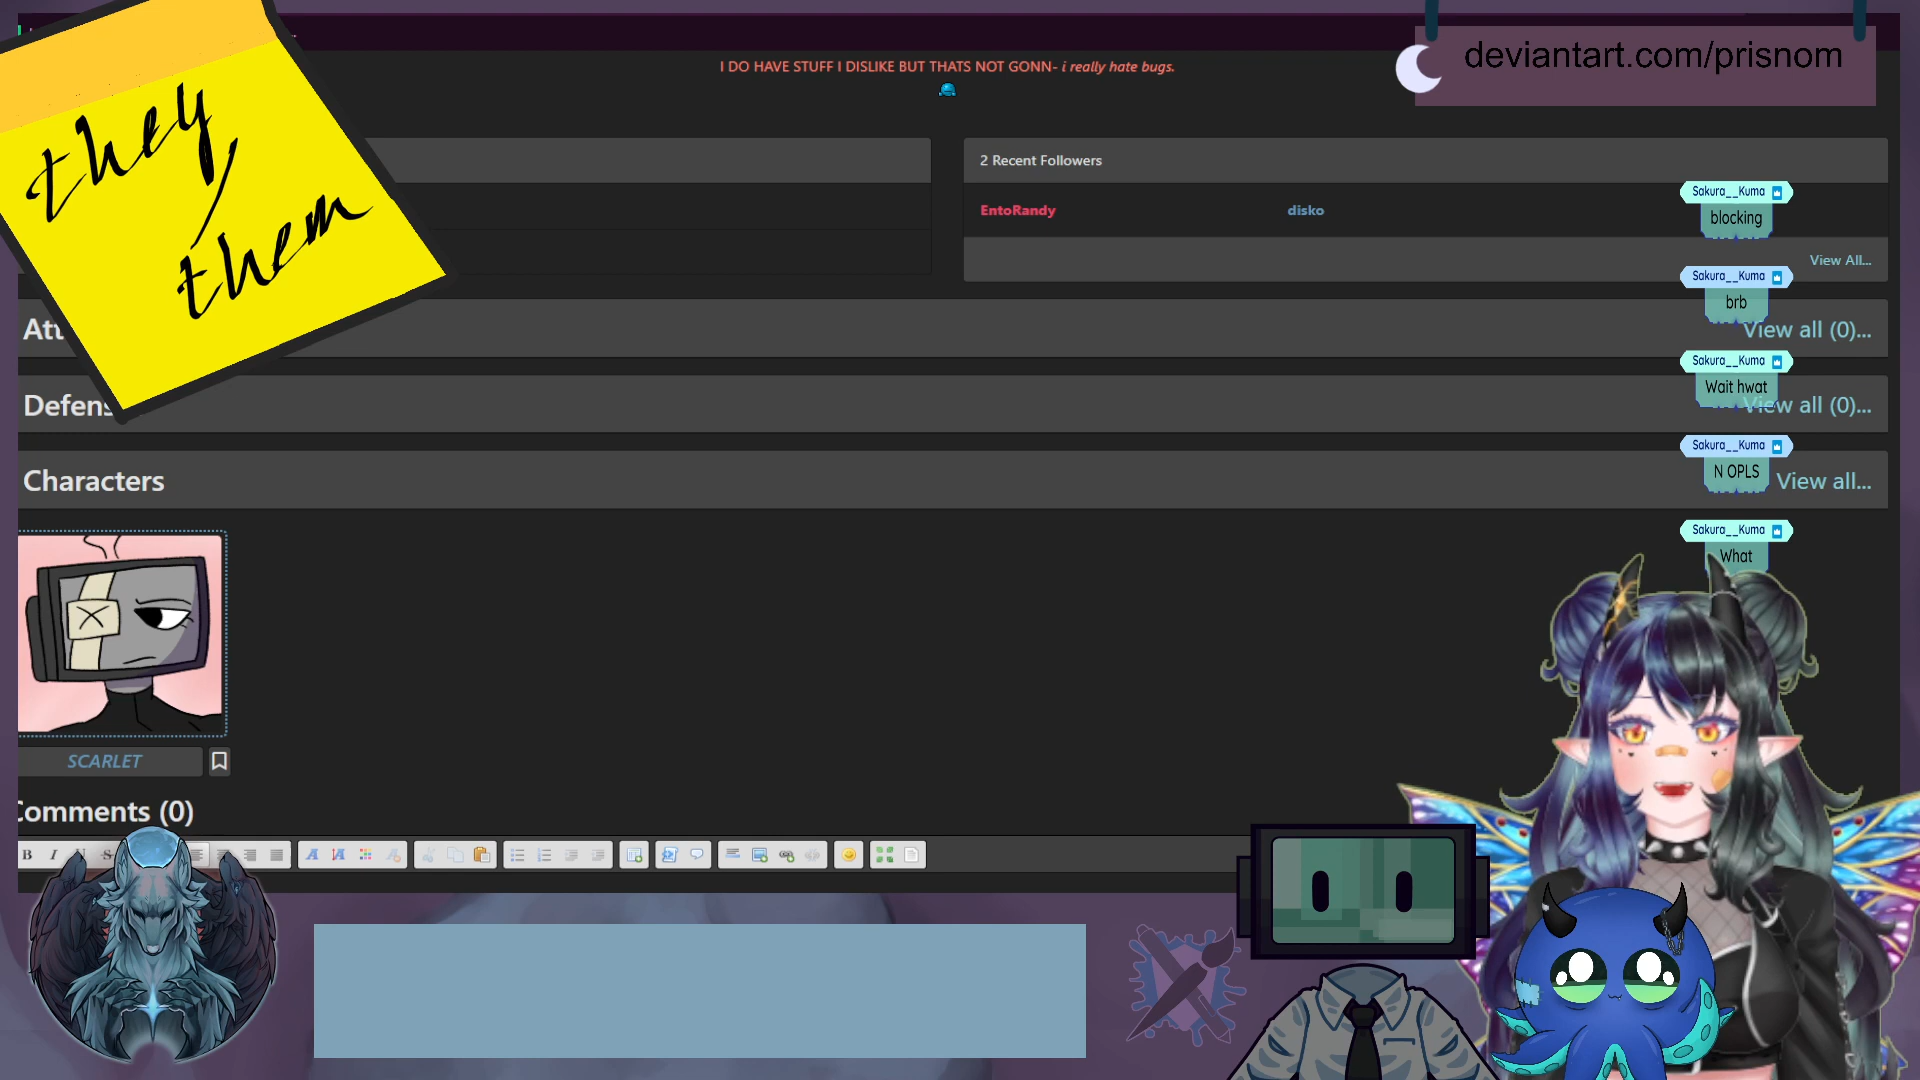 I DO HAVE STUFF I DISLIKE BUT THATS NOT GONN- i really hate bugs.
deviantart.com/prisnom
they
/
them
2 Recent Followers
EntoRandy disko
View All...
Sakura__Kuma
blocking
Sakura__Kuma
brb
View all (0)...
Sakura__Kuma
Wait hwat
Defens
View all (0)...
Sakura__Kuma
N OPLS
Characters
View all...
Sakura__Kuma
What
SCARLET
Comments (0)
B I U S